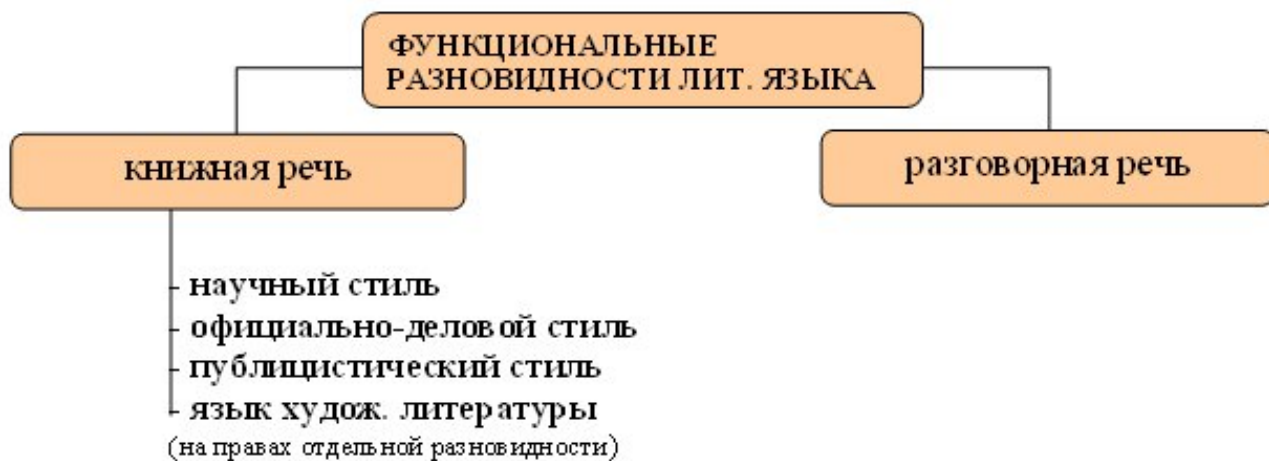 ФУНКЦИОНАЛЬНЫЕ
РАЗНОВИДНОСТИ ЛИТ. ЯЗЫКА
книжная речь
разговорная речь
- научный стиль
- официально-деловой стиль
- публицистический стиль
- язык худож. литературы
(на правах отдельной разновидности)